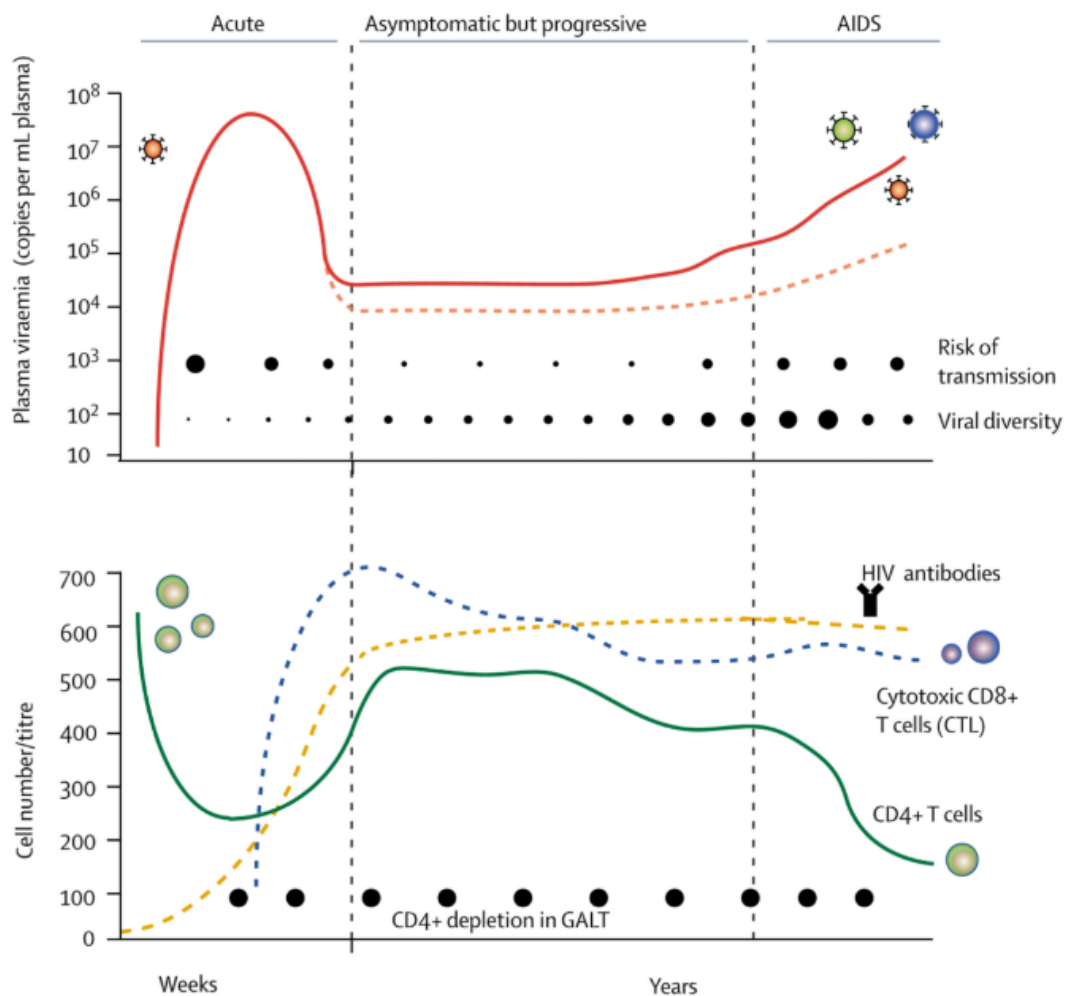 Acute
Asymptomatic but progressive
AIDS
Plasma viraemia (copies per mL plasma)
10⁸
10⁷
10⁶
10⁵
10⁴
10³
10²
10
Risk of
transmission
Viral diversity
Cell number/titre
700
600
500
400
300
200
100
0
HIV antibodies
Cytotoxic CD8+
T cells (CTL)
CD4+ T cells
CD4+ depletion in GALT
Weeks
Years